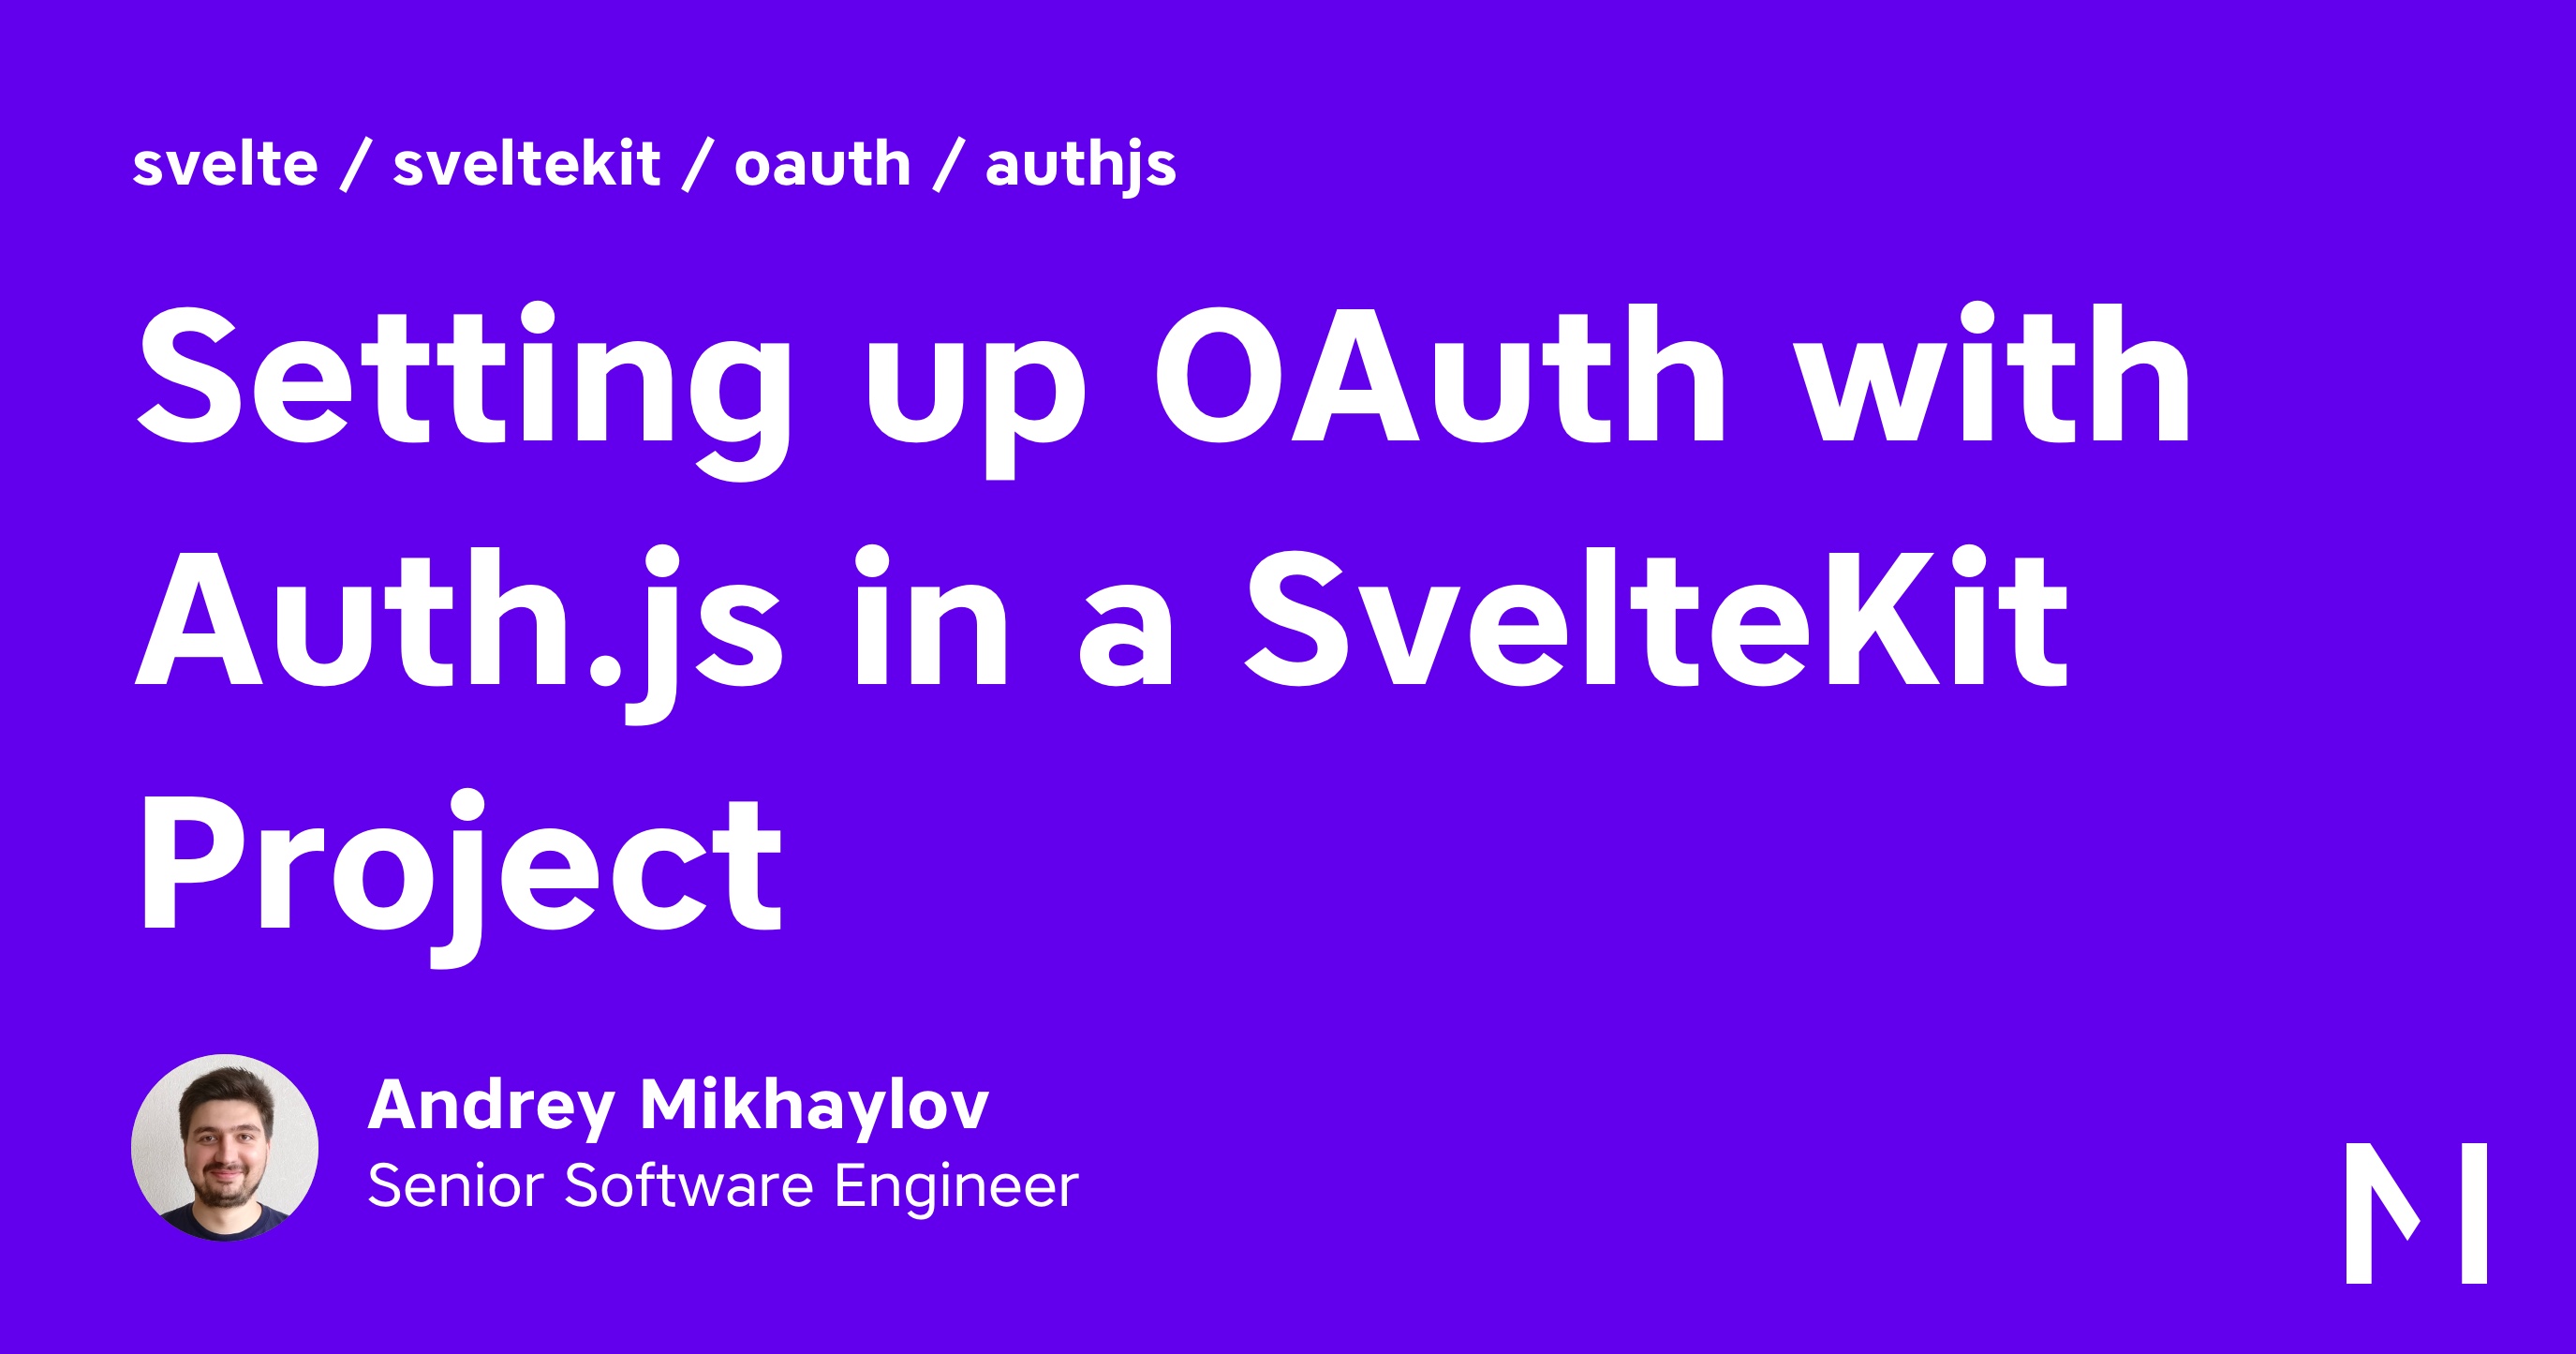 svelte / sveltekit / oauth / authjs
Setting up OAuth with
Auth.js in a SvelteKit
Project
Andrey Mikhaylov
Senior Software Engineer